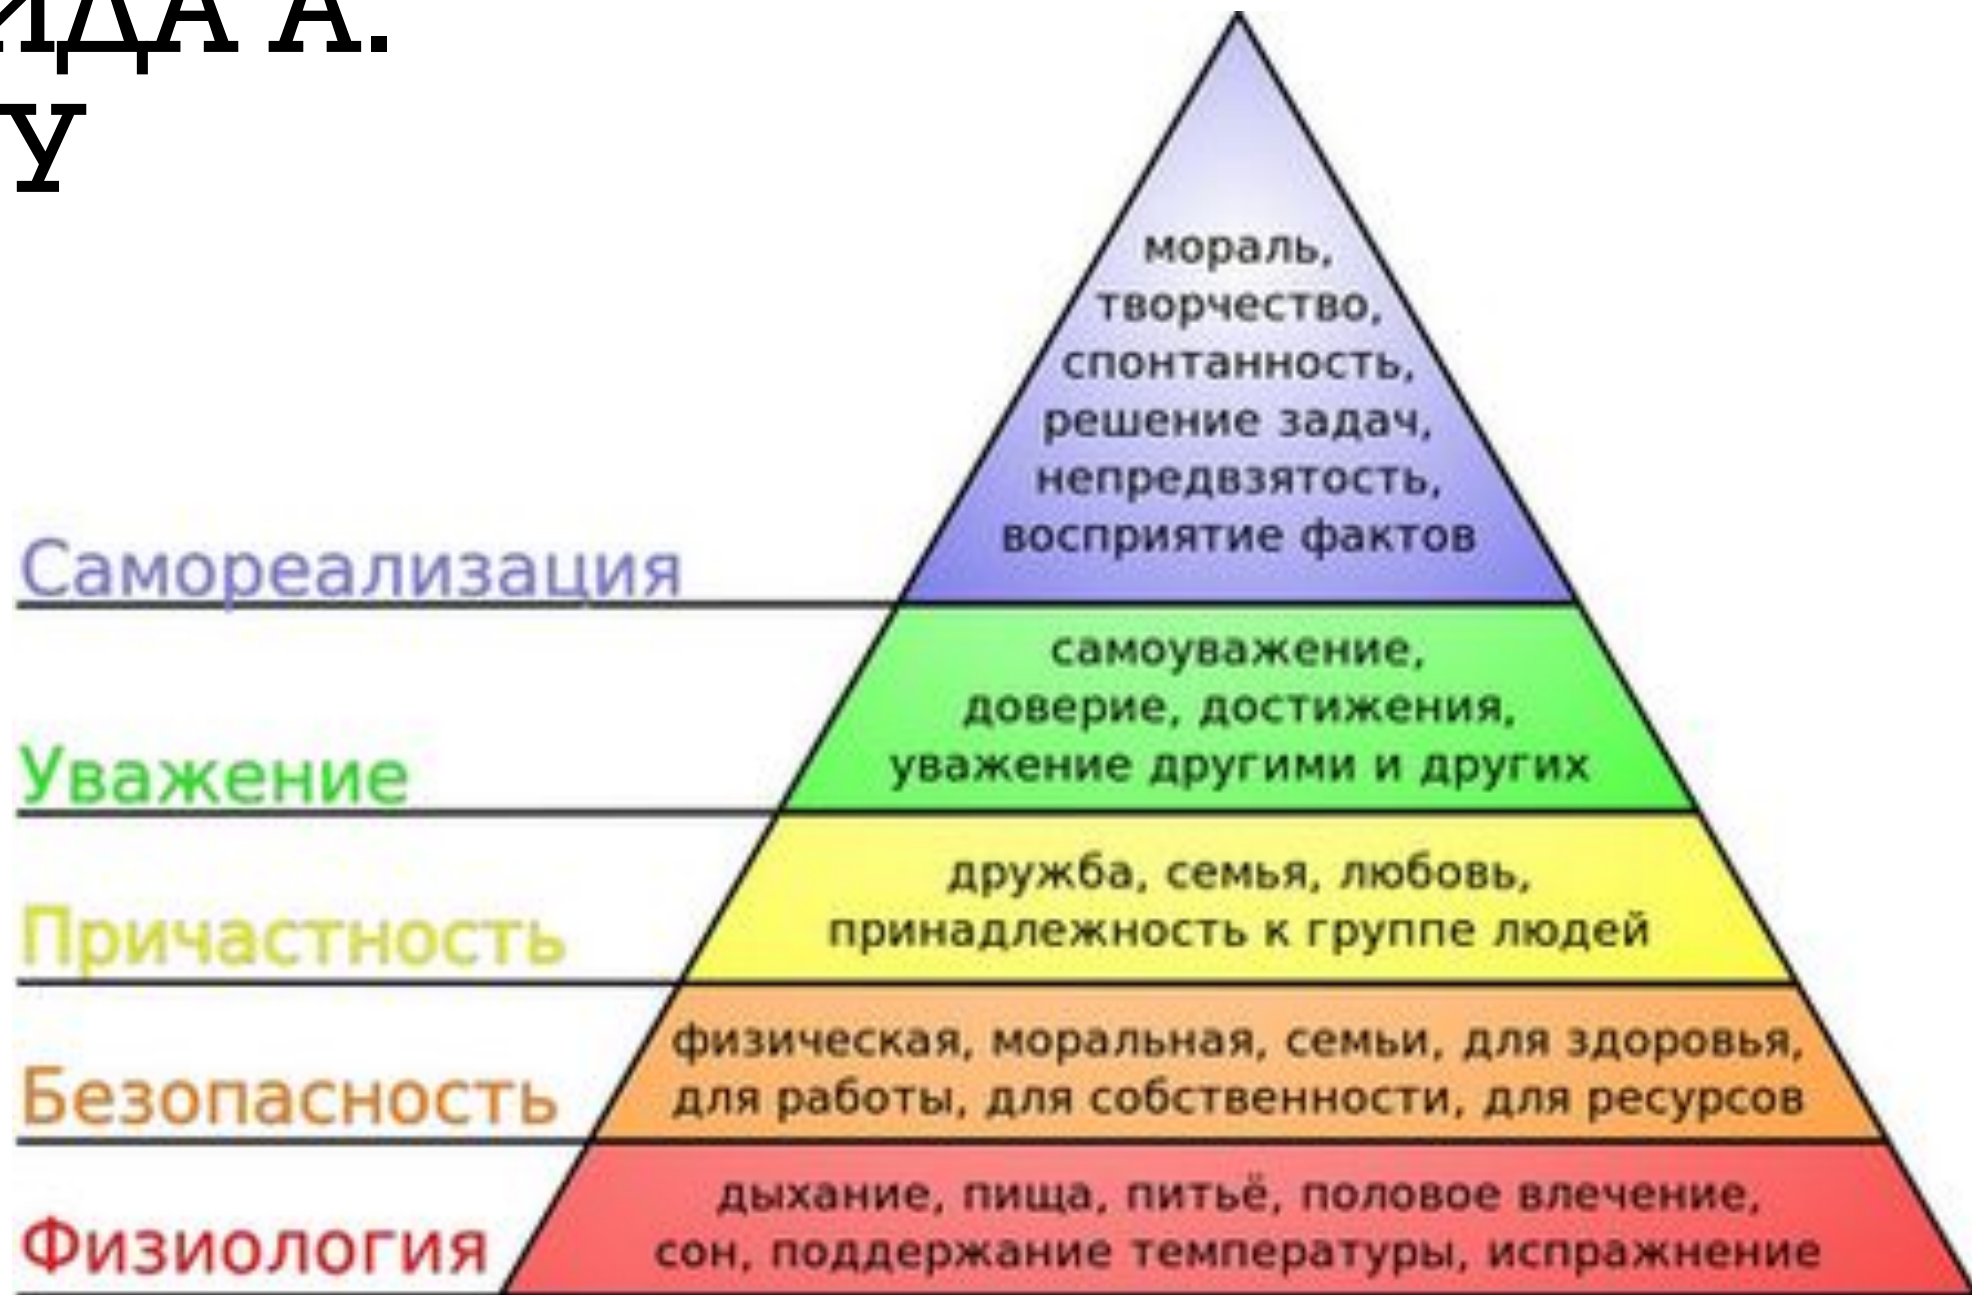 ИДА А.
У
мораль,
творчество,
спонтанность,
решение задач,
непредвзятость,
восприятие фактов
Самореализация
самоуважение,
доверие, достижения,
уважение другими и других
Уважение
дружба, семья, любовь,
принадлежность к группе людей
Причастность
физическая, моральная, семьи, для здоровья,
для работы, для собственности, для ресурсов
Безопасность
дыхание, пища, питьё, половое влечение,
сон, поддержание температуры, испражнение
Физиология